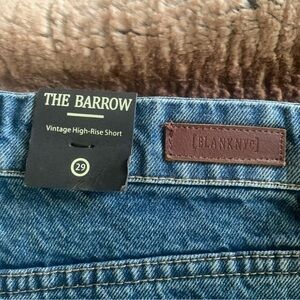 THE BARROW
Vintage High-Rise Short
29
[BLANKNYC]